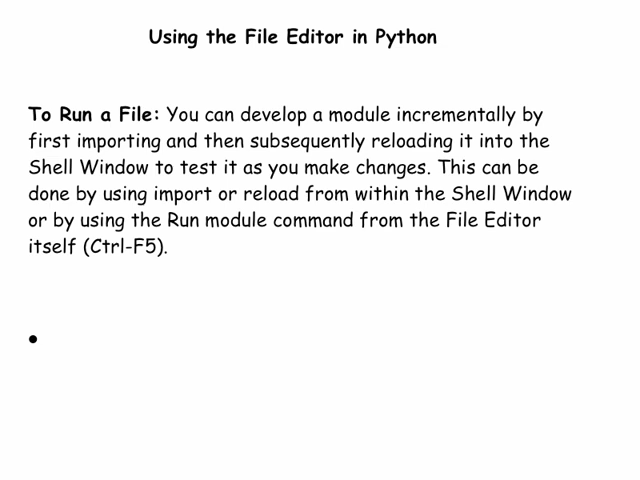 Using the File Editor in Python
To Run a File: You can develop a module incrementally by
first importing and then subsequently reloading it into the
Shell Window to test it as you make changes. This can be
done by using import or reload from within the Shell Window
or by using the Run module command from the File Editor
itself (Ctrl-F5).
•